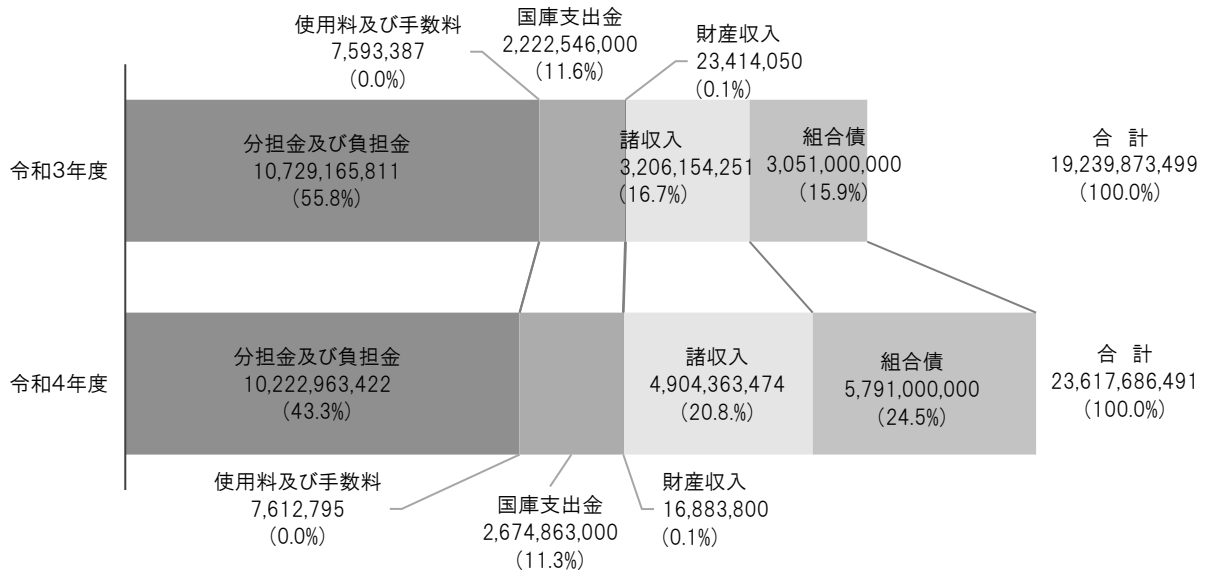 使用料及び手数料
7,593,387
(0.0%)
国庫支出金
2,222,546,000
(11.6%)
財産収入
23,414,050
(0.1%)
令和3年度
分担金及び負担金
10,729,165,811
(55.8%)
諸収入
3,206,154,251
(16.7%)
組合債
3,051,000,000
(15.9%)
合 計
19,239,873,499
(100.0%)
令和4年度
分担金及び負担金
10,222,963,422
(43.3%)
諸収入
4,904,363,474
(20.8.%)
組合債
5,791,000,000
(24.5%)
合 計
23,617,686,491
(100.0%)
使用料及び手数料
7,612,795
(0.0%)
国庫支出金
2,674,863,000
(11.3%)
財産収入
16,883,800
(0.1%)